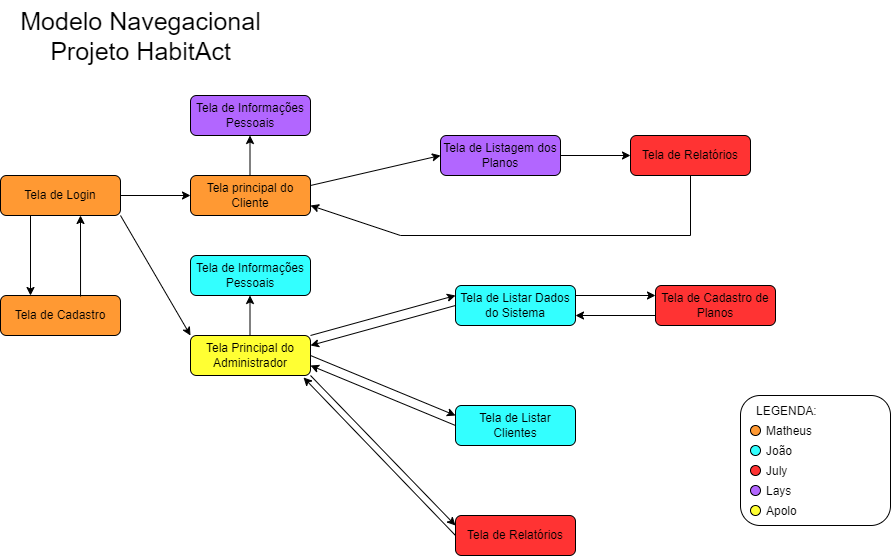 Modelo Navegacional
Projeto HabitAct
Tela de Informações
Pessoais
Tela de Listagem dos
Planos
Tela de Relatórios
Tela de Login
Tela principal do
Cliente
Tela de Informações
Pessoais
Tela de Cadastro
Tela de Listar Dados
do Sistema
Tela de Cadastro de
Planos
Tela Principal do
Administrador
Tela de Listar
Clientes
Tela de Relatórios
LEGENDA:
Matheus
João
July
Lays
Apolo